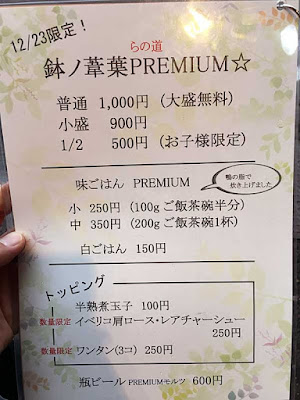 12/23限定!
らの道
鉢ノ葦葉PREMIUM☆
普通 1,000円 (大盛無料)
小盛 900円
1/2 500円 (お子様限定)
味ごはん PREMIUM
鴨の脂で
炊き上げました
小 250円 (100g ご飯茶碗半分)
中 350円 (200g ご飯茶碗1杯)
白ごはん 150円
トッピング
半熟煮玉子 100円
数量限定 イベリコ肩ロース・レアチャーシュー
250円
数量限定 ワンタン(3コ) 250円
瓶ビール PREMIUMモルツ 600円